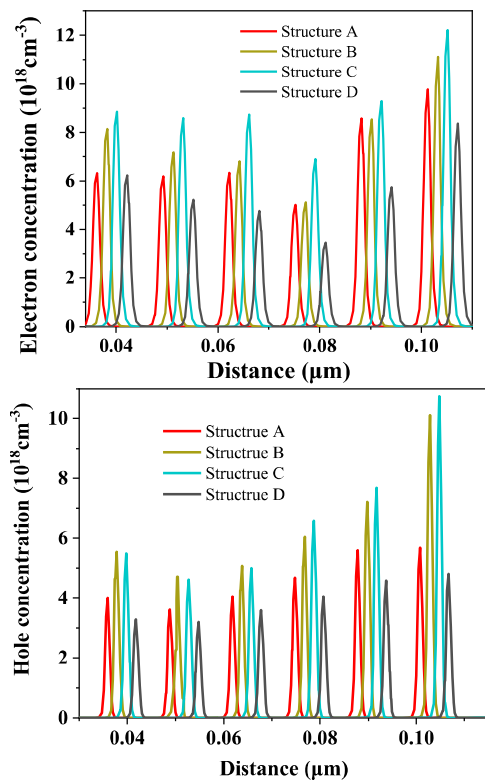 Electron concentration (10¹⁸cm⁻³)
12
10
8
6
4
2
0
Structure A
Structure B
Structure C
Structure D
0.04
0.06
0.08
0.10
Distance (μm)
Hole concentration (10¹⁸cm⁻³)
10
8
6
4
2
0
Structrue A
Structrue B
Structrue C
Structrue D
0.04
0.06
0.08
0.10
Distance (μm)